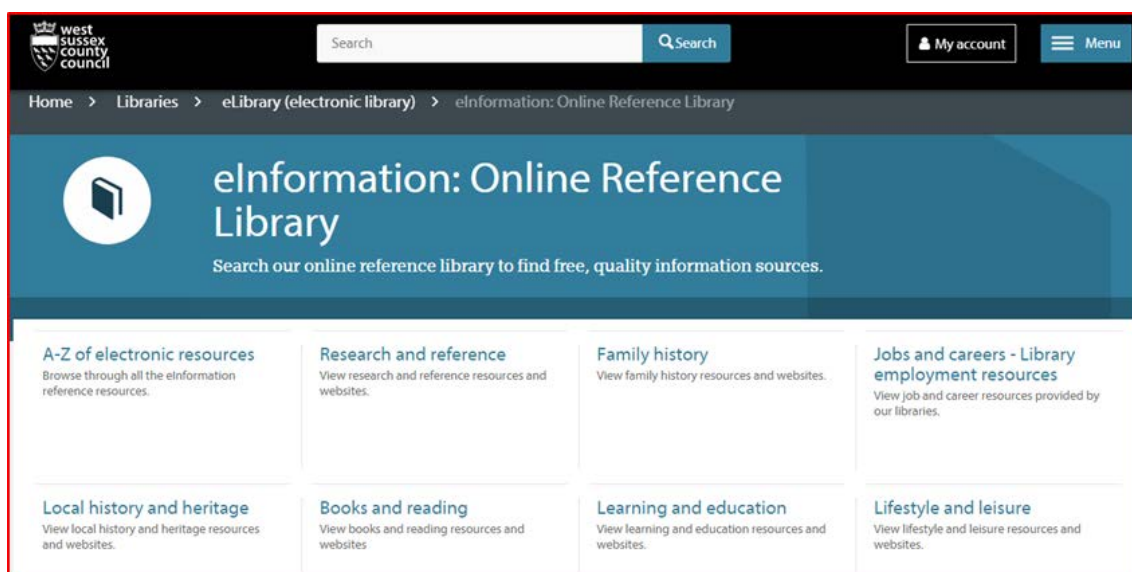 west
sussex
county
council
Search
Search
My account
Menu
Home > Libraries > eLibrary (electronic library) > eInformation: Online Reference Library
eInformation: Online Reference
Library
Search our online reference library to find free, quality information sources.
A-Z of electronic resources
Browse through all the eInformation
reference resources.
Research and reference
View research and reference resources and
websites.
Family history
View family history resources and websites.
Jobs and careers - Library
employment resources
View job and career resources provided by
our libraries.
Local history and heritage
View local history and heritage resources
and websites.
Books and reading
View books and reading resources and
websites
Learning and education
View learning and education resources and
websites.
Lifestyle and leisure
View lifestyle and leisure resources and
websites.